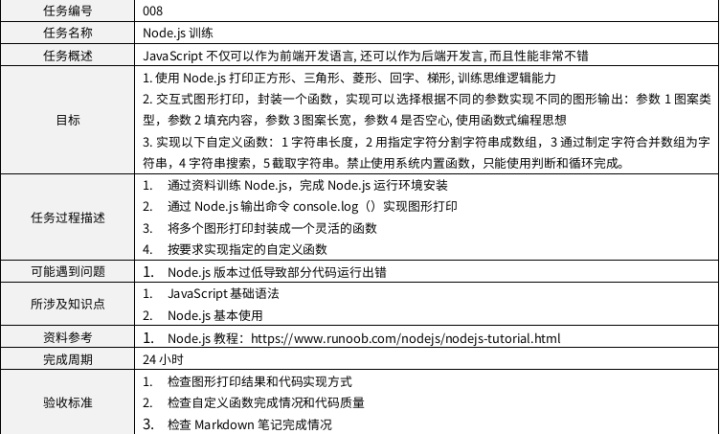 任务编号 008
任务名称 Node.js 训练
任务概述 JavaScript 不仅可以作为前端开发语言, 还可以作为后端开发言, 而且性能非常不错
目标
1. 使用 Node.js 打印正方形、三角形、菱形、回字、梯形, 训练思维逻辑能力
2. 交互式图形打印，封装一个函数，实现可以选择根据不同的参数实现不同的图形输出：参数 1 图案类
型，参数 2 填充内容，参数 3 图案长宽，参数 4 是否空心, 使用函数式编程思想
3. 实现以下自定义函数：1 字符串长度，2 用指定字符分割字符串成数组，3 通过制定字符合并数组为字
符串，4 字符串搜索，5 截取字符串。禁止使用系统内置函数，只能使用判断和循环完成。
任务过程描述
1. 通过资料训练 Node.js，完成 Node.js 运行环境安装
2. 通过 Node.js 输出命令 console.log（）实现图形打印
3. 将多个图形打印封装成一个灵活的函数
4. 按要求实现指定的自定义函数
可能遇到问题 1. Node.js 版本过低导致部分代码运行出错
所涉及知识点
1. JavaScript 基础语法
2. Node.js 基本使用
资料参考 1. Node.js 教程：https://www.runoob.com/nodejs/nodejs-tutorial.html
完成周期 24 小时
验收标准
1. 检查图形打印结果和代码实现方式
2. 检查自定义函数完成情况和代码质量
3. 检查 Markdown 笔记完成情况